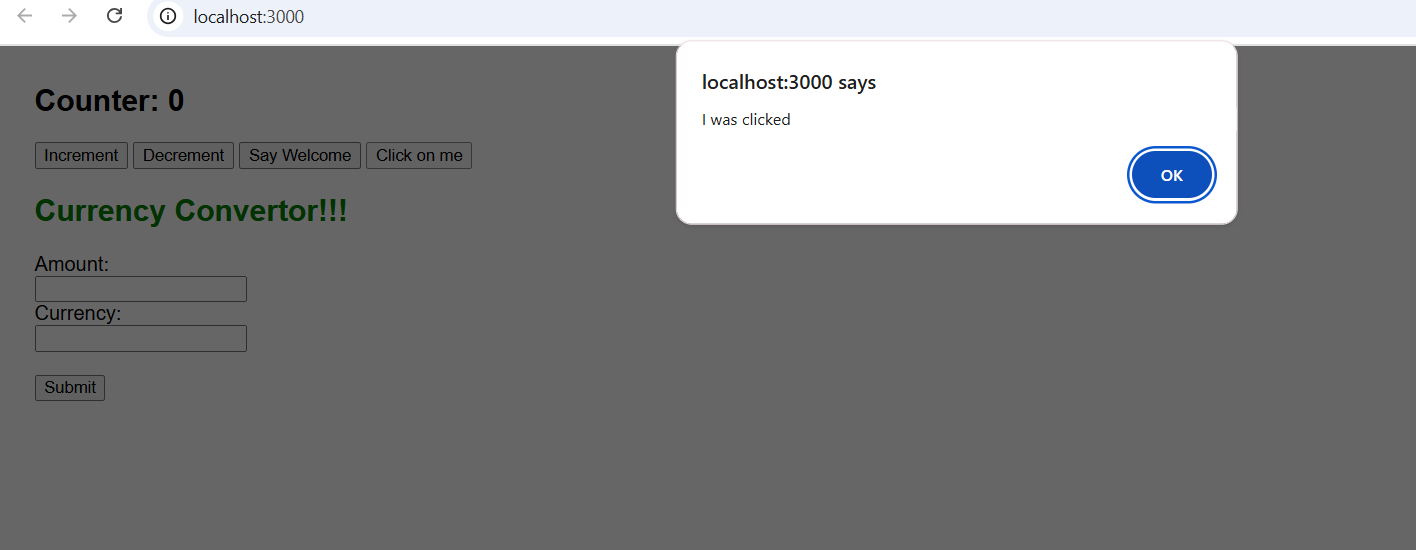 localhost:3000
localhost:3000 says
I was clicked
OK
Counter: 0
Increment Decrement Say Welcome Click on me
Currency Convertor!!!
Amount:
Currency:
Submit